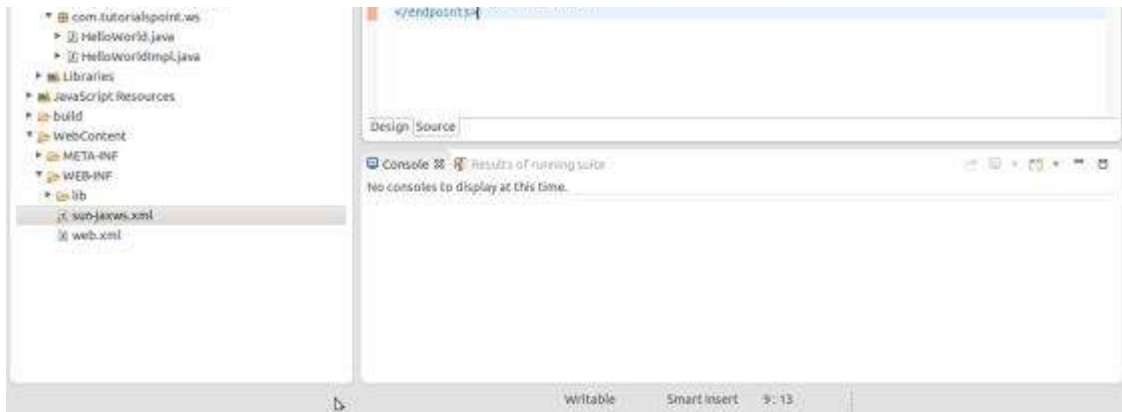 com.tutorialspoint.ws
HelloWorld.java
HelloWorldImpl.java
Libraries
JavaScript Resources
build
WebContent
META-INF
WEB-INF
lib
sun-jaxws.xml
web.xml
</endpoints>
Design Source
Console Results of running suite
No consoles to display at this time.
Writable Smart Insert 9 : 13